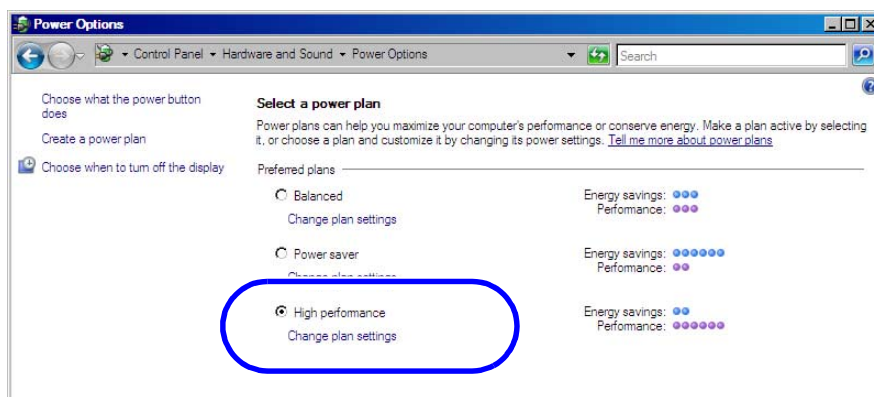 Power Options
Control Panel Hardware and Sound Power Options Search
Choose what the power button
does
Create a power plan
Choose when to turn off the display
Select a power plan
Power plans can help you maximize your computer's performance or conserve energy. Make a plan active by selecting
it, or choose a plan and customize it by changing its power settings. Tell me more about power plans
Preferred plans
Balanced Energy savings:
Change plan settings Performance:
Power saver Energy savings:
Change plan settings Performance:
High performance Energy savings:
Change plan settings Performance: